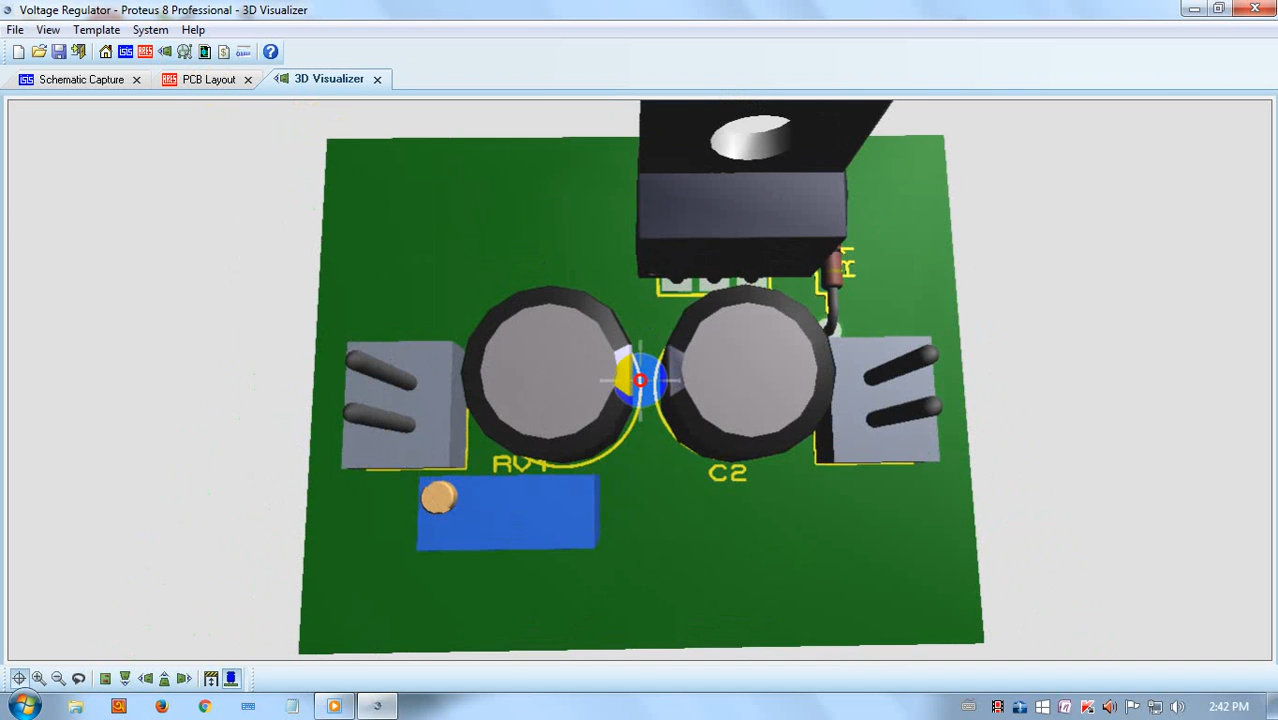 Voltage Regulator - Proteus 8 Professional - 3D Visualizer
File View Template System Help
Schematic Capture PCB Layout 3D Visualizer
RV1
C2
2:42 PM